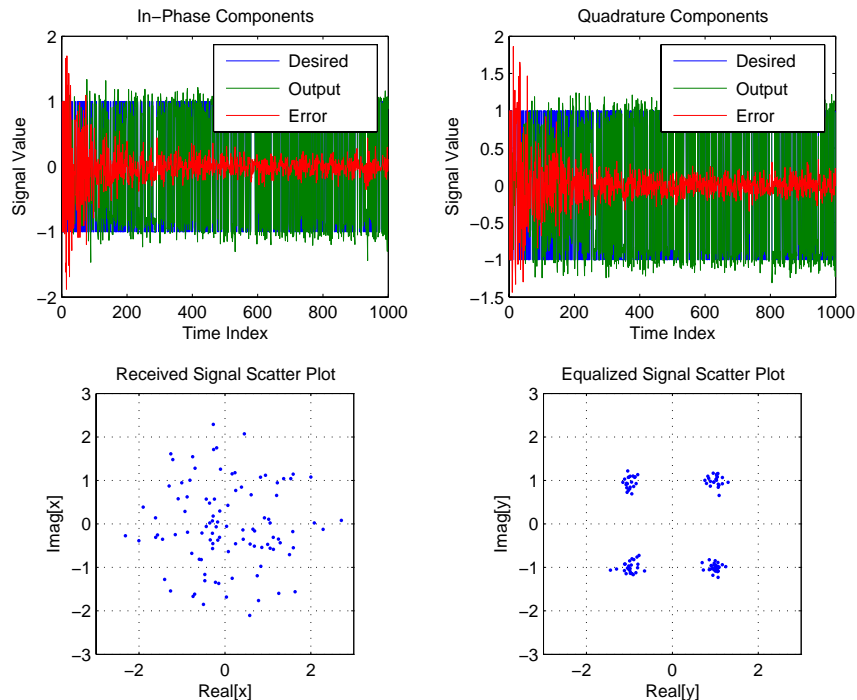 In−Phase Components
2
1
0
−1
−2
Signal Value
0
200
400
600
800
1000
Time Index
Desired
Output
Error
Quadrature Components
2
1.5
1
0.5
0
−0.5
−1
−1.5
Signal Value
0
200
400
600
800
1000
Time Index
Desired
Output
Error
Received Signal Scatter Plot
3
2
1
0
−1
−2
−3
Imag[x]
−2
0
2
Real[x]
Equalized Signal Scatter Plot
3
2
1
0
−1
−2
−3
Imag[y]
−2
0
2
Real[y]